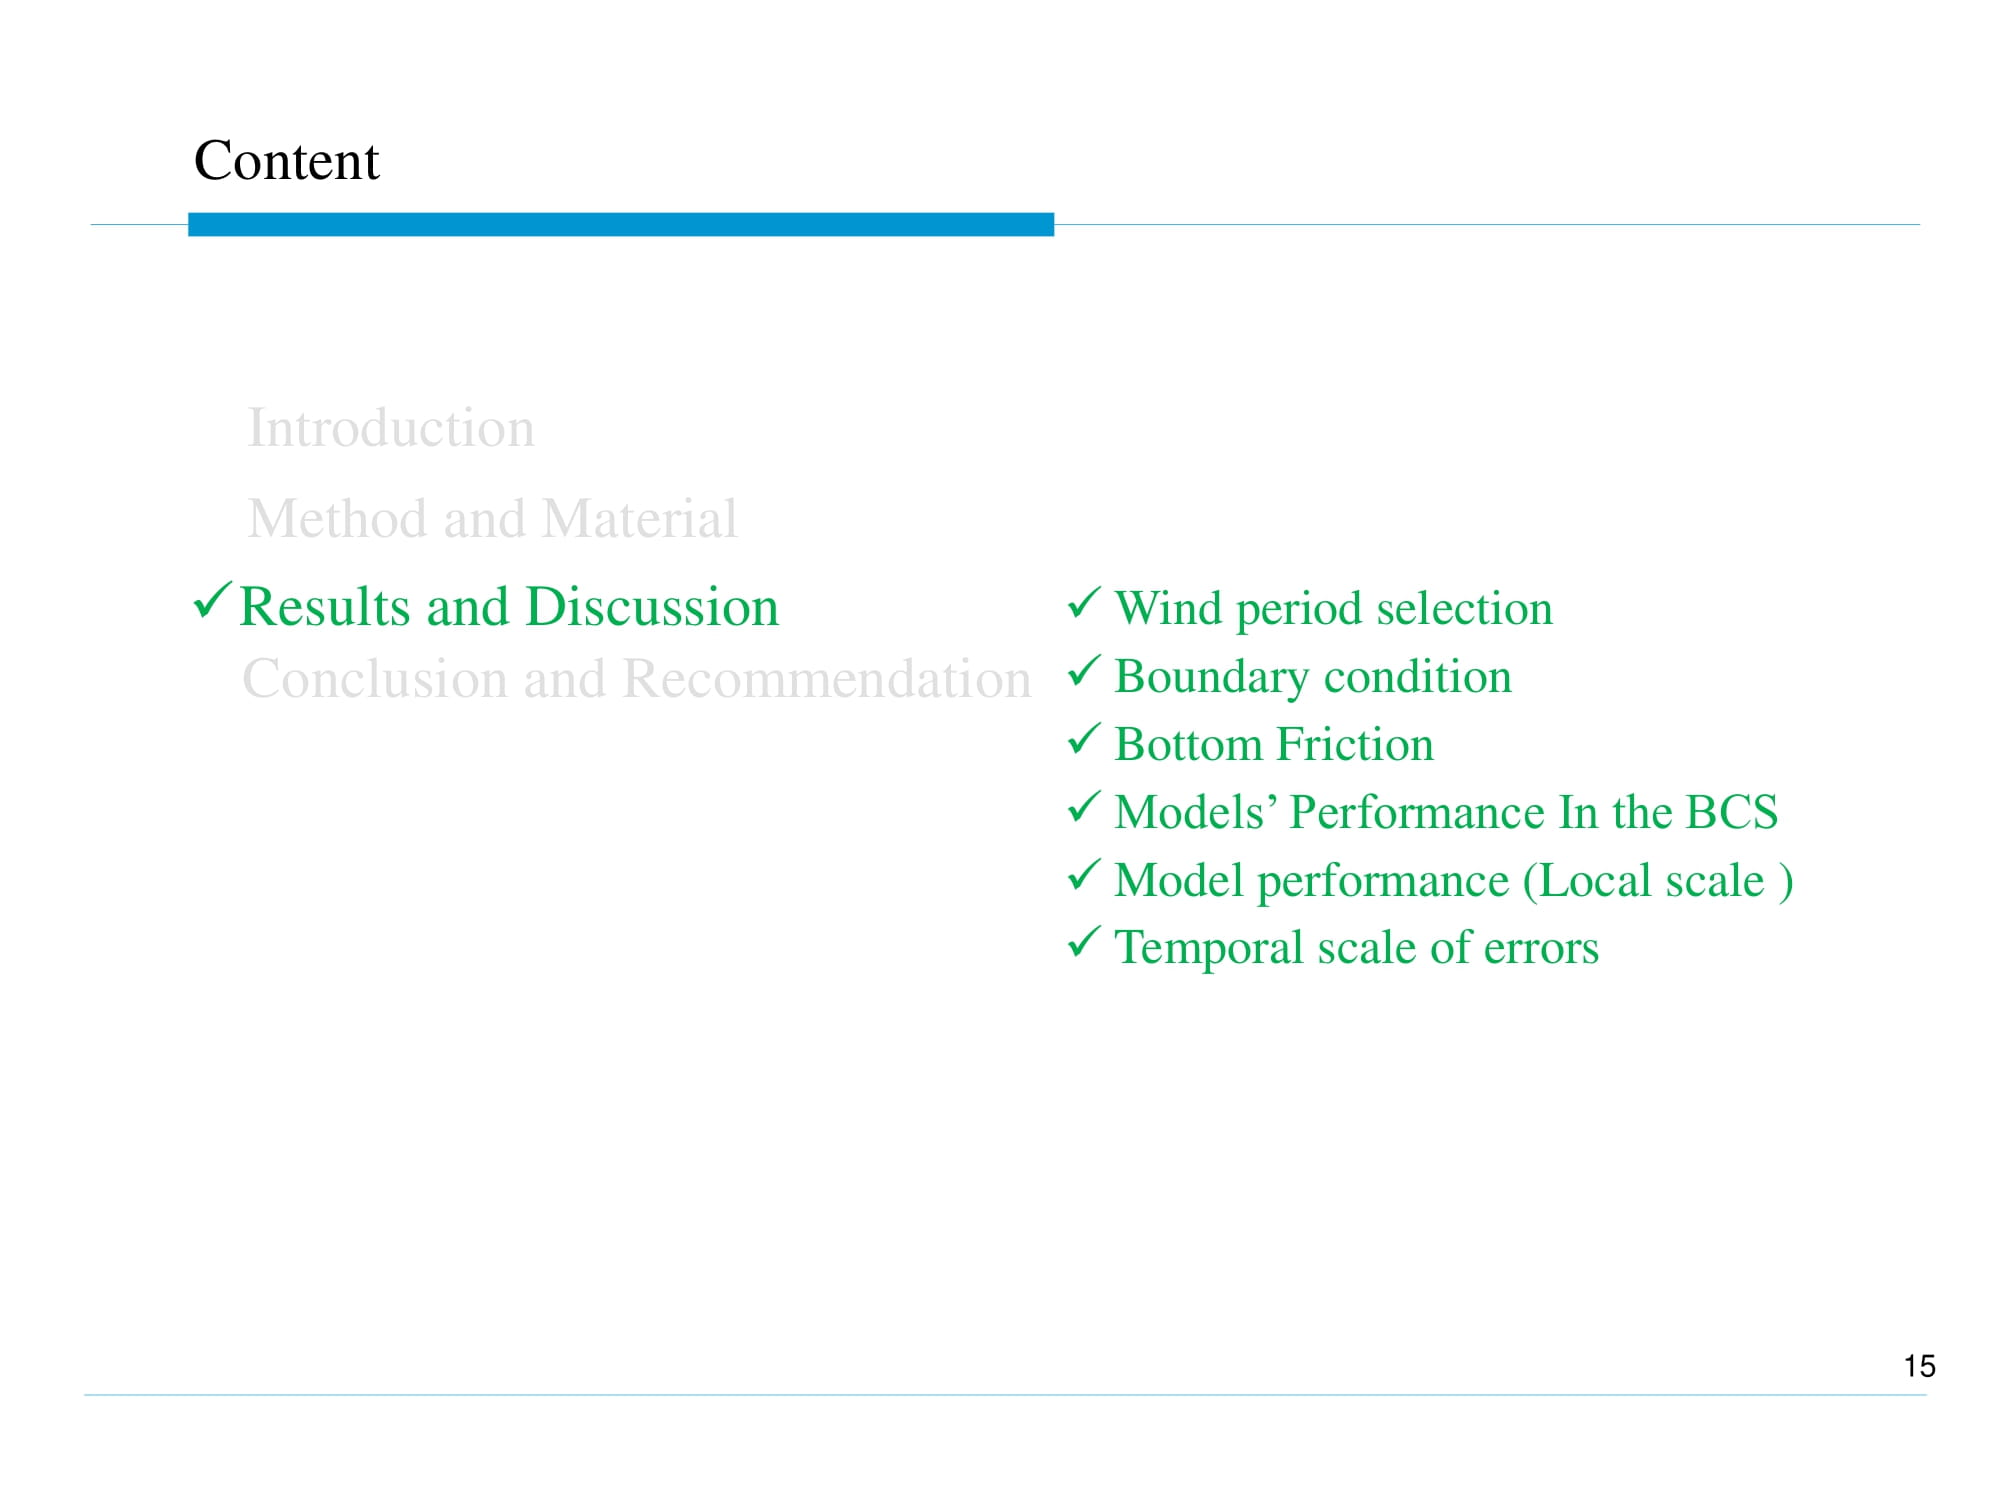 Content
Introduction
Method and Material
✓Results and Discussion
Conclusion and Recommendation
✓ Wind period selection
✓ Boundary condition
✓ Bottom Friction
✓ Models’ Performance In the BCS
✓ Model performance (Local scale )
✓ Temporal scale of errors
15